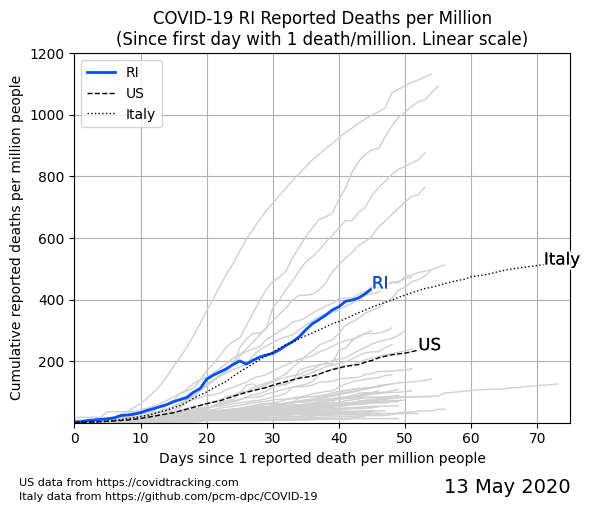 COVID-19 RI Reported Deaths per Million
(Since first day with 1 death/million. Linear scale)
Cumulative reported deaths per million people
1200
1000
800
600
400
200
RI
US
Italy
RI
Italy
US
0 10 20 30 40 50 60 70
Days since 1 reported death per million people
US data from https://covidtracking.com
Italy data from https://github.com/pcm-dpc/COVID-19
13 May 2020